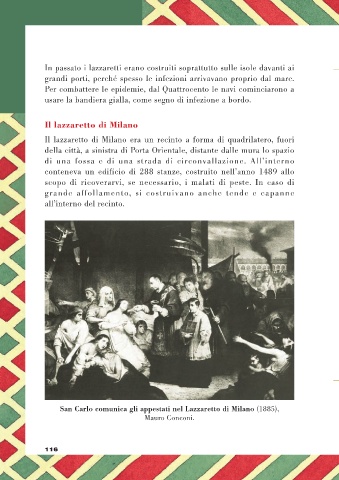 In passato i lazzaretti erano costruiti soprattutto sulle isole davanti ai
grandi porti, perché spesso le infezioni arrivavano proprio dal mare.
Per combattere le epidemie, dal Quattrocento le navi cominciarono a
usare la bandiera gialla, come segno di infezione a bordo.
Il lazzaretto di Milano
Il lazzaretto di Milano era un recinto a forma di quadrilatero, fuori
della città, a sinistra di Porta Orientale, distante dalle mura lo spazio
di una fossa e di una strada di circonvallazione. All'interno
conteneva un edificio di 288 stanze, costruito nell'anno 1489 allo
scopo di ricoverarvi, se necessario, i malati di peste. In caso di
grande affollamento, si costruivano anche tende e capanne
all'interno del recinto.
San Carlo comunica gli appestati nel Lazzaretto di Milano (1885),
Mauro Conconi.
116